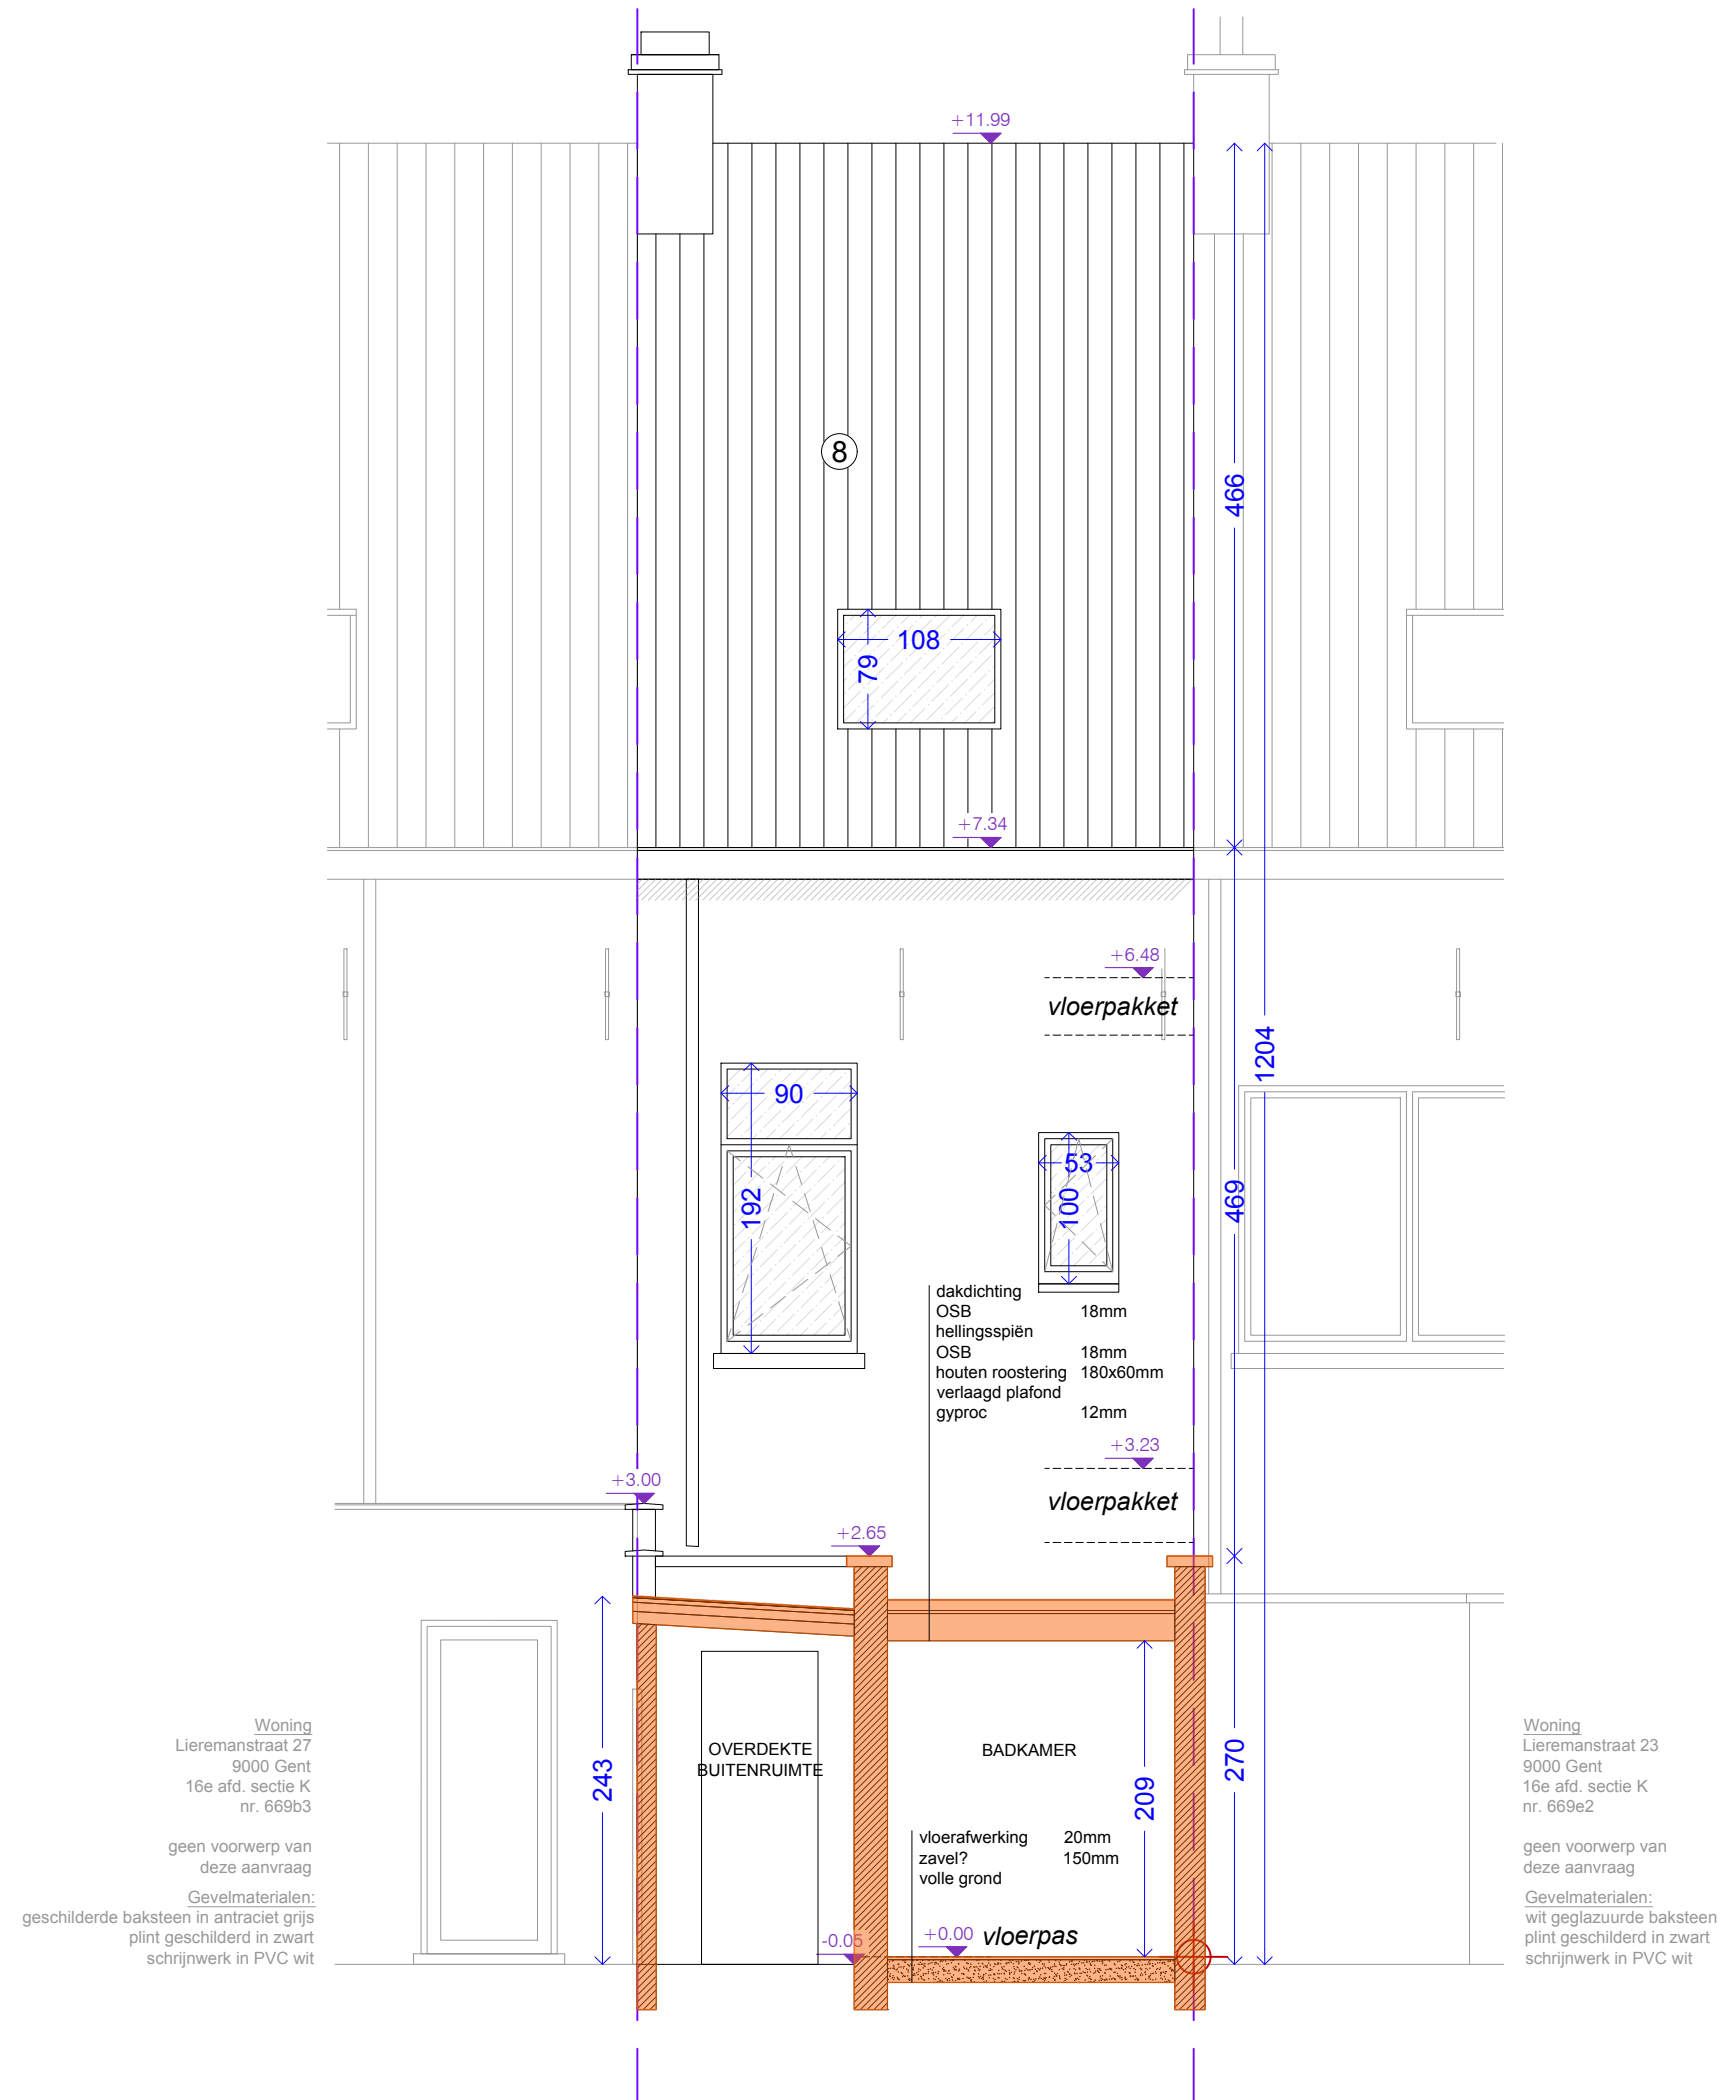 +11.99
8
466
108
79
+7.34
+6.48
vloerpakket
1204
90
192
53
100
469
dakdichting
OSB 18mm
hellingsspiën
OSB 18mm
houten roostering 180x60mm
verlaagd plafond
gyproc 12mm
+3.23
vloerpakket
+3.00
+2.65
243
OVERDEKTE
BUITENRUIMTE
BADKAMER
209
270
vloerafwerking 20mm
zavel? 150mm
volle grond
-0.05
+0.00 vloerpas
Woning
Lieremanstraat 27
9000 Gent
16e afd. sectie K
nr. 669b3
geen voorwerp van
deze aanvraag
Gevelmaterialen:
geschilderde baksteen in antraciet grijs
plint geschilderd in zwart
schrijnwerk in PVC wit
Woning
Lieremanstraat 23
9000 Gent
16e afd. sectie K
nr. 669e2
geen voorwerp van
deze aanvraag
Gevelmaterialen:
wit geglazuurde baksteen
plint geschilderd in zwart
schrijnwerk in PVC wit